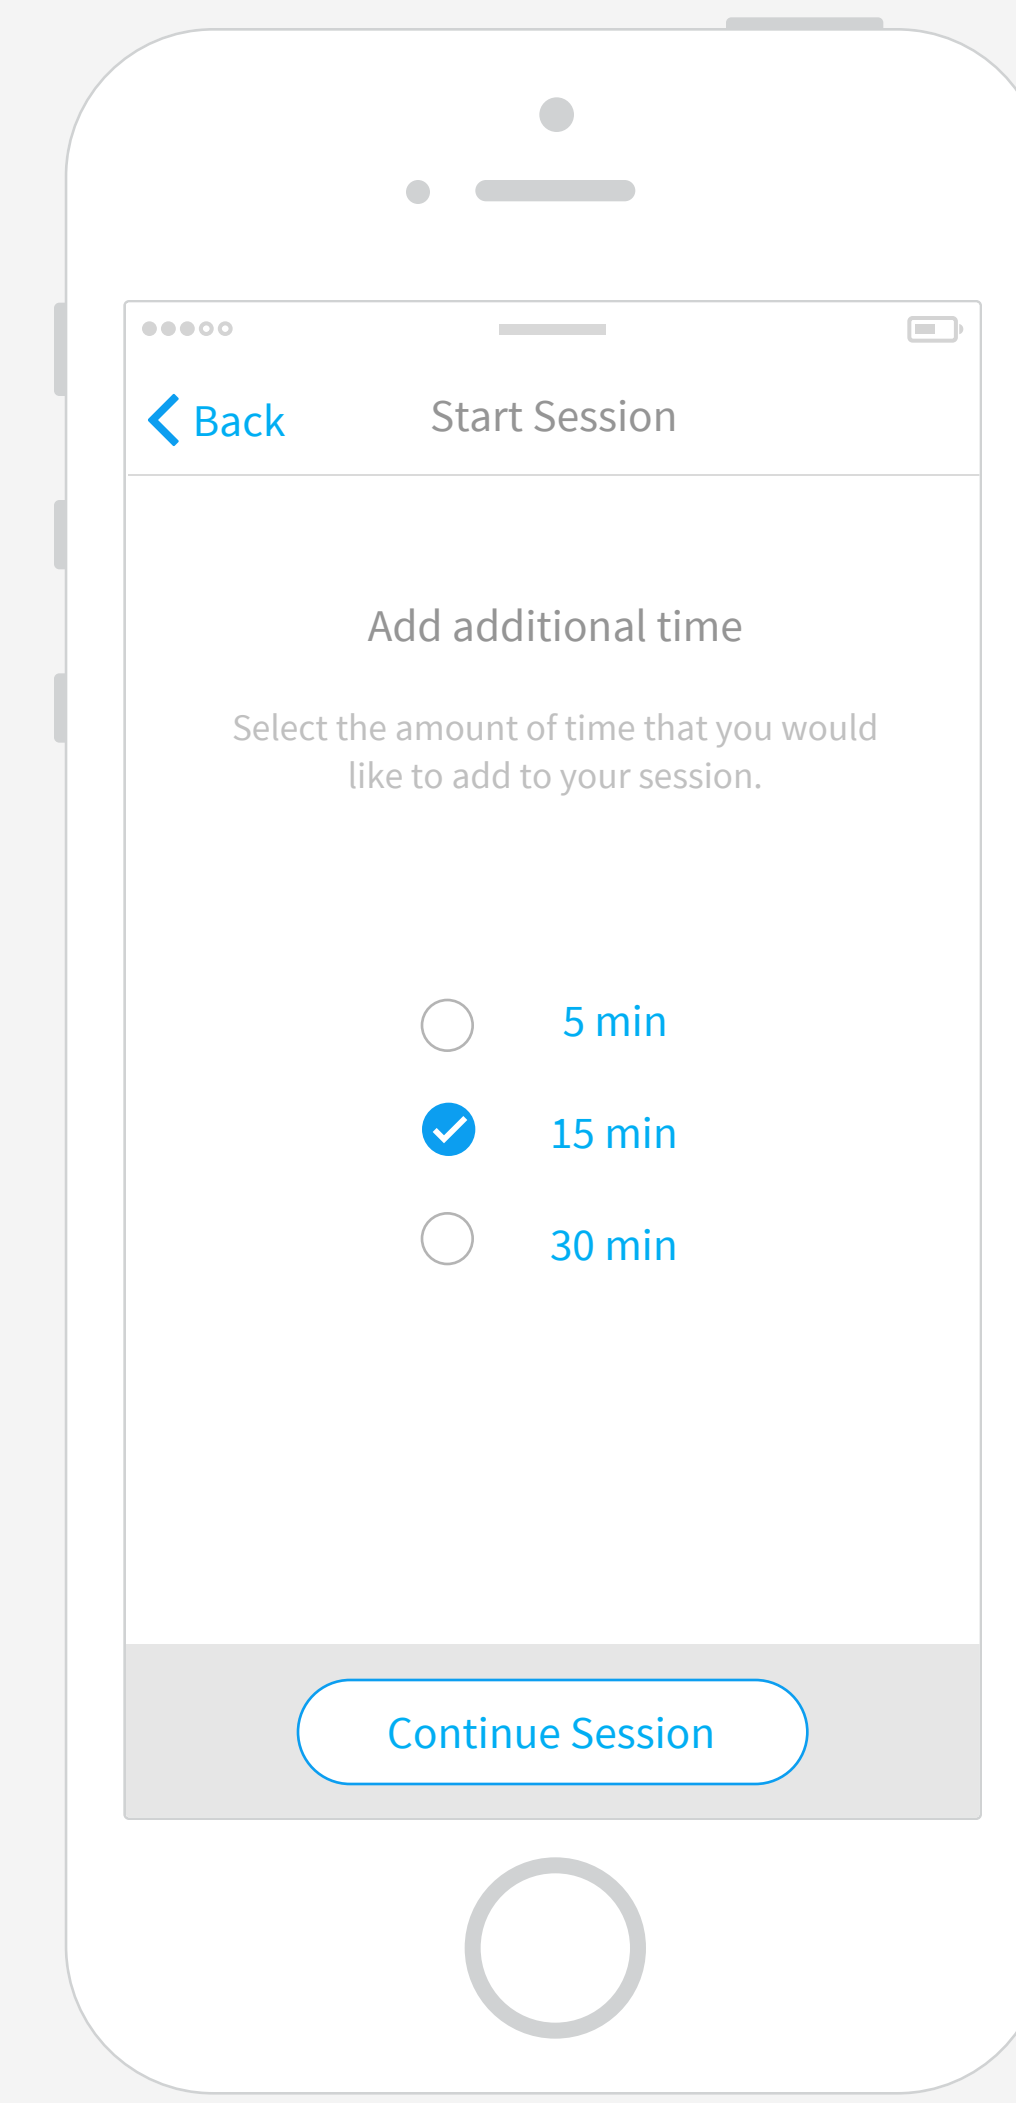 Back
Start Session
Add additional time
Select the amount of time that you would
like to add to your session.
5 min
15 min
30 min
Continue Session